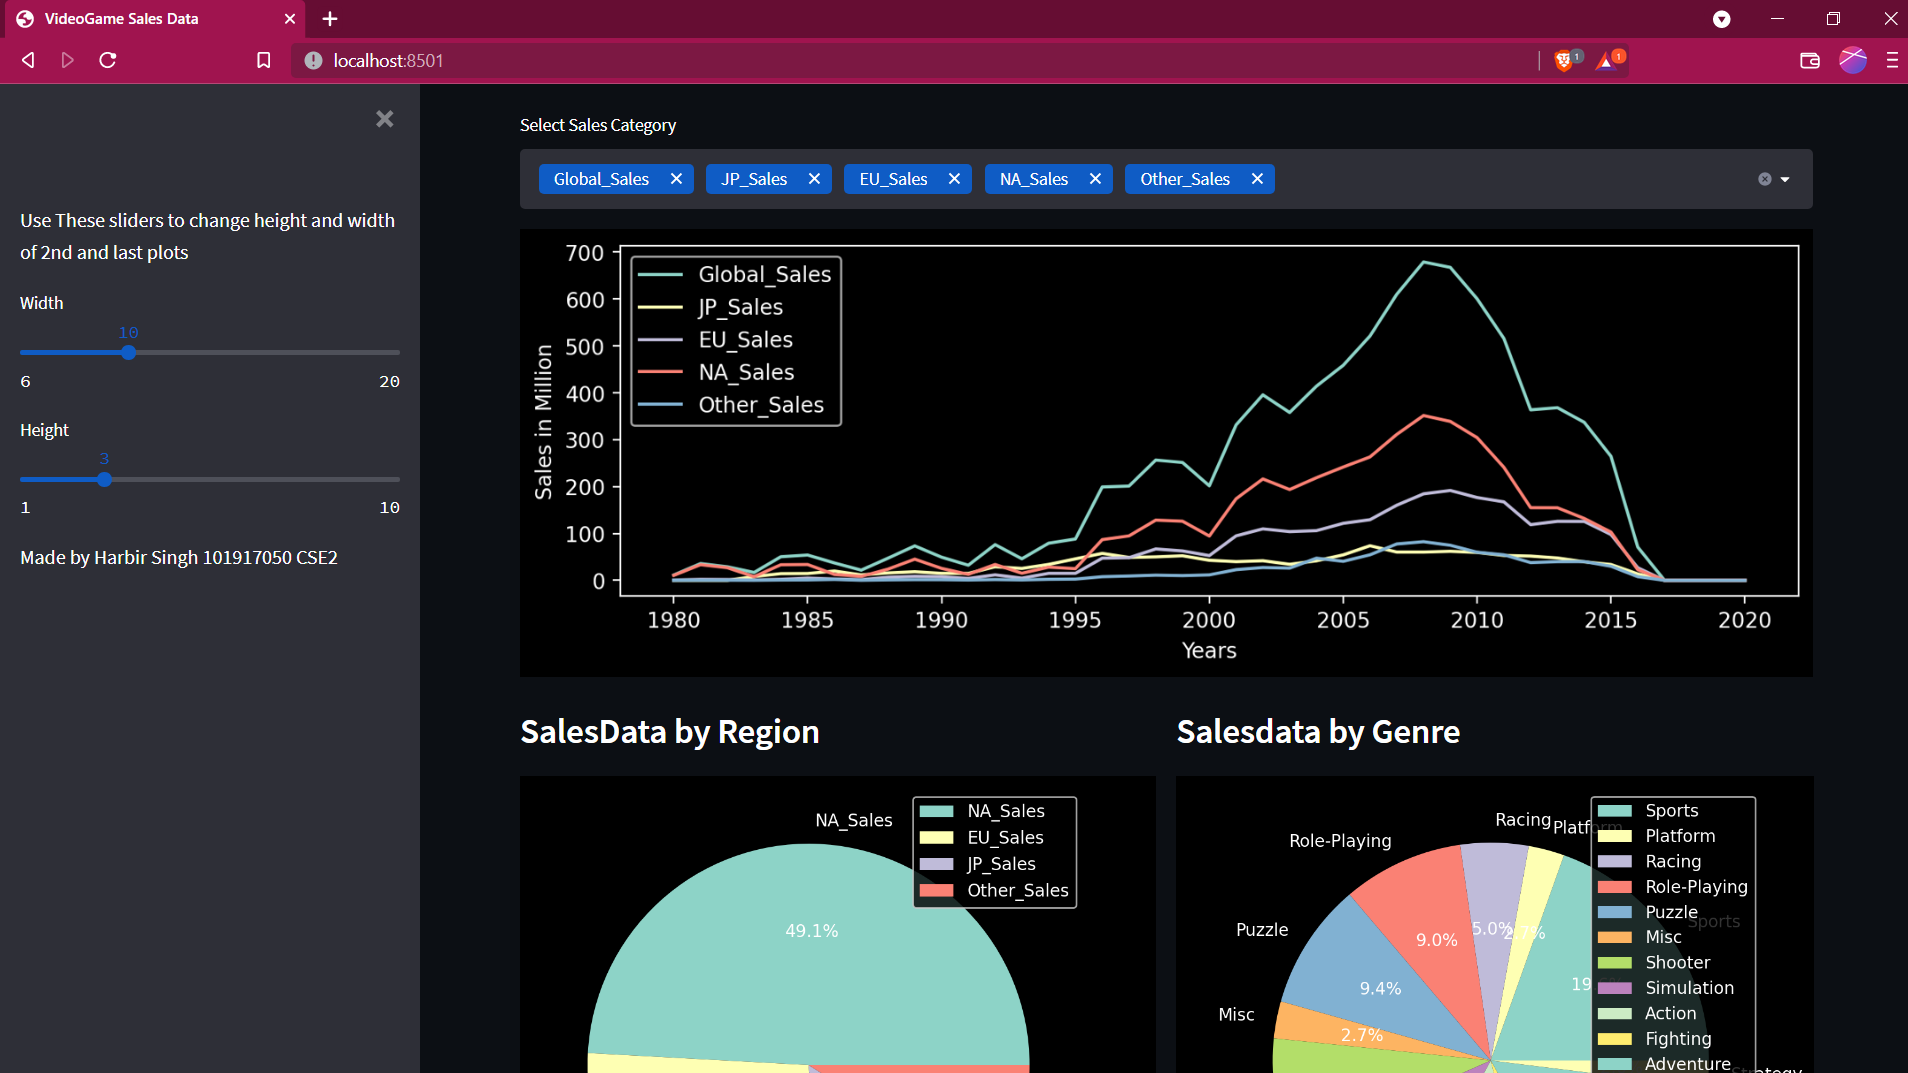 VideoGame Sales Data
localhost:8501
1
1
Use These sliders to change height and width
of 2nd and last plots
Width
10
6 20
Height
3
1 10
Made by Harbir Singh 101917050 CSE2
Select Sales Category
Global_Sales JP_Sales EU_Sales NA_Sales Other_Sales
Sales in Million
700
600
500
400
300
200
100
0
Global_Sales
JP_Sales
EU_Sales
NA_Sales
Other_Sales
1980 1985 1990 1995 2000 2005 2010 2015 2020
Years
SalesData by Region
NA_Sales
49.1%
NA_Sales
EU_Sales
JP_Sales
Other_Sales
Salesdata by Genre
Racing
Platform
Role-Playing
Puzzle
Misc
Sports
5.0%
2.7%
9.0%
9.4%
2.7%
Sports
Platform
Racing
Role-Playing
Puzzle
Misc
Shooter
Simulation
Action
Fighting
Adventure